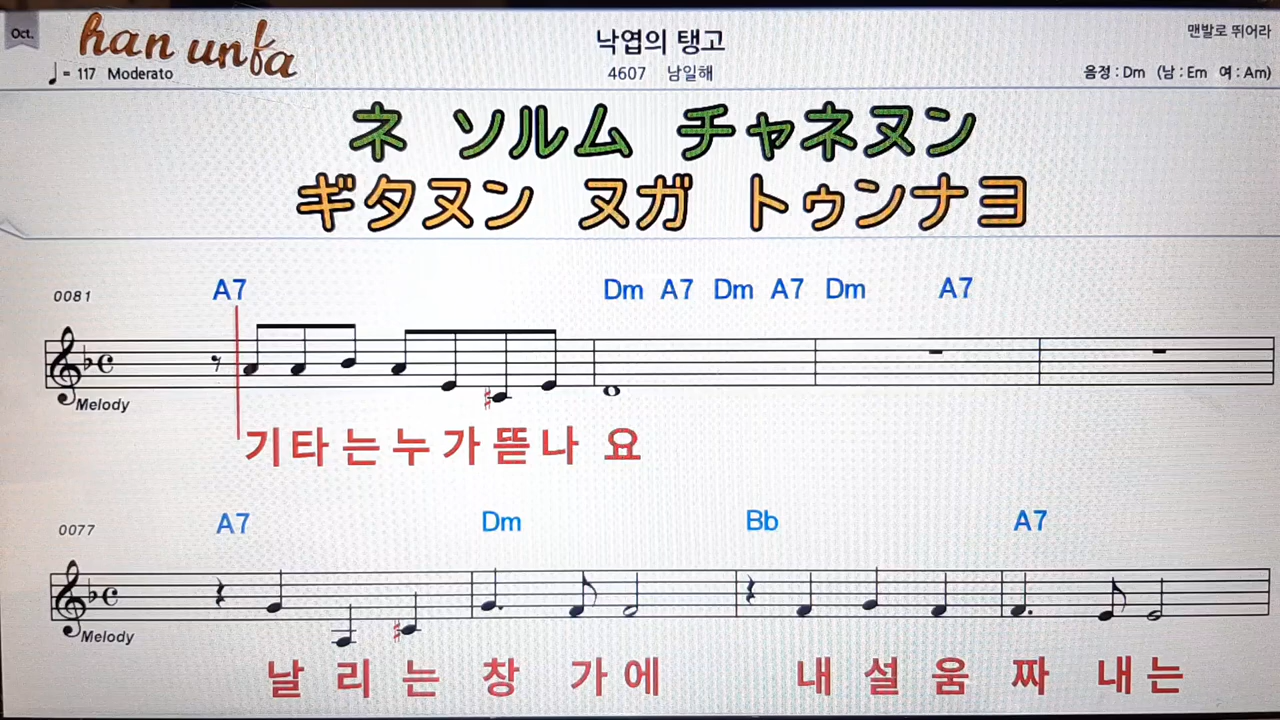 Oct.
han unfa
낙엽의 탱고
맨발로 뛰어라
♩= 117 Moderato
4607 남일해
음정 : Dm (남 : Em 여 : Am)
ネ ソルム チャネヌン
ギタヌン ヌガ トゥンナヨ
0081
A7 Dm A7 Dm A7 Dm A7
Melody
기타는누가뜯나 요
0077
A7 Dm Bb A7
Melody
날 리 는 창 가에 내 설 움 짜 내는